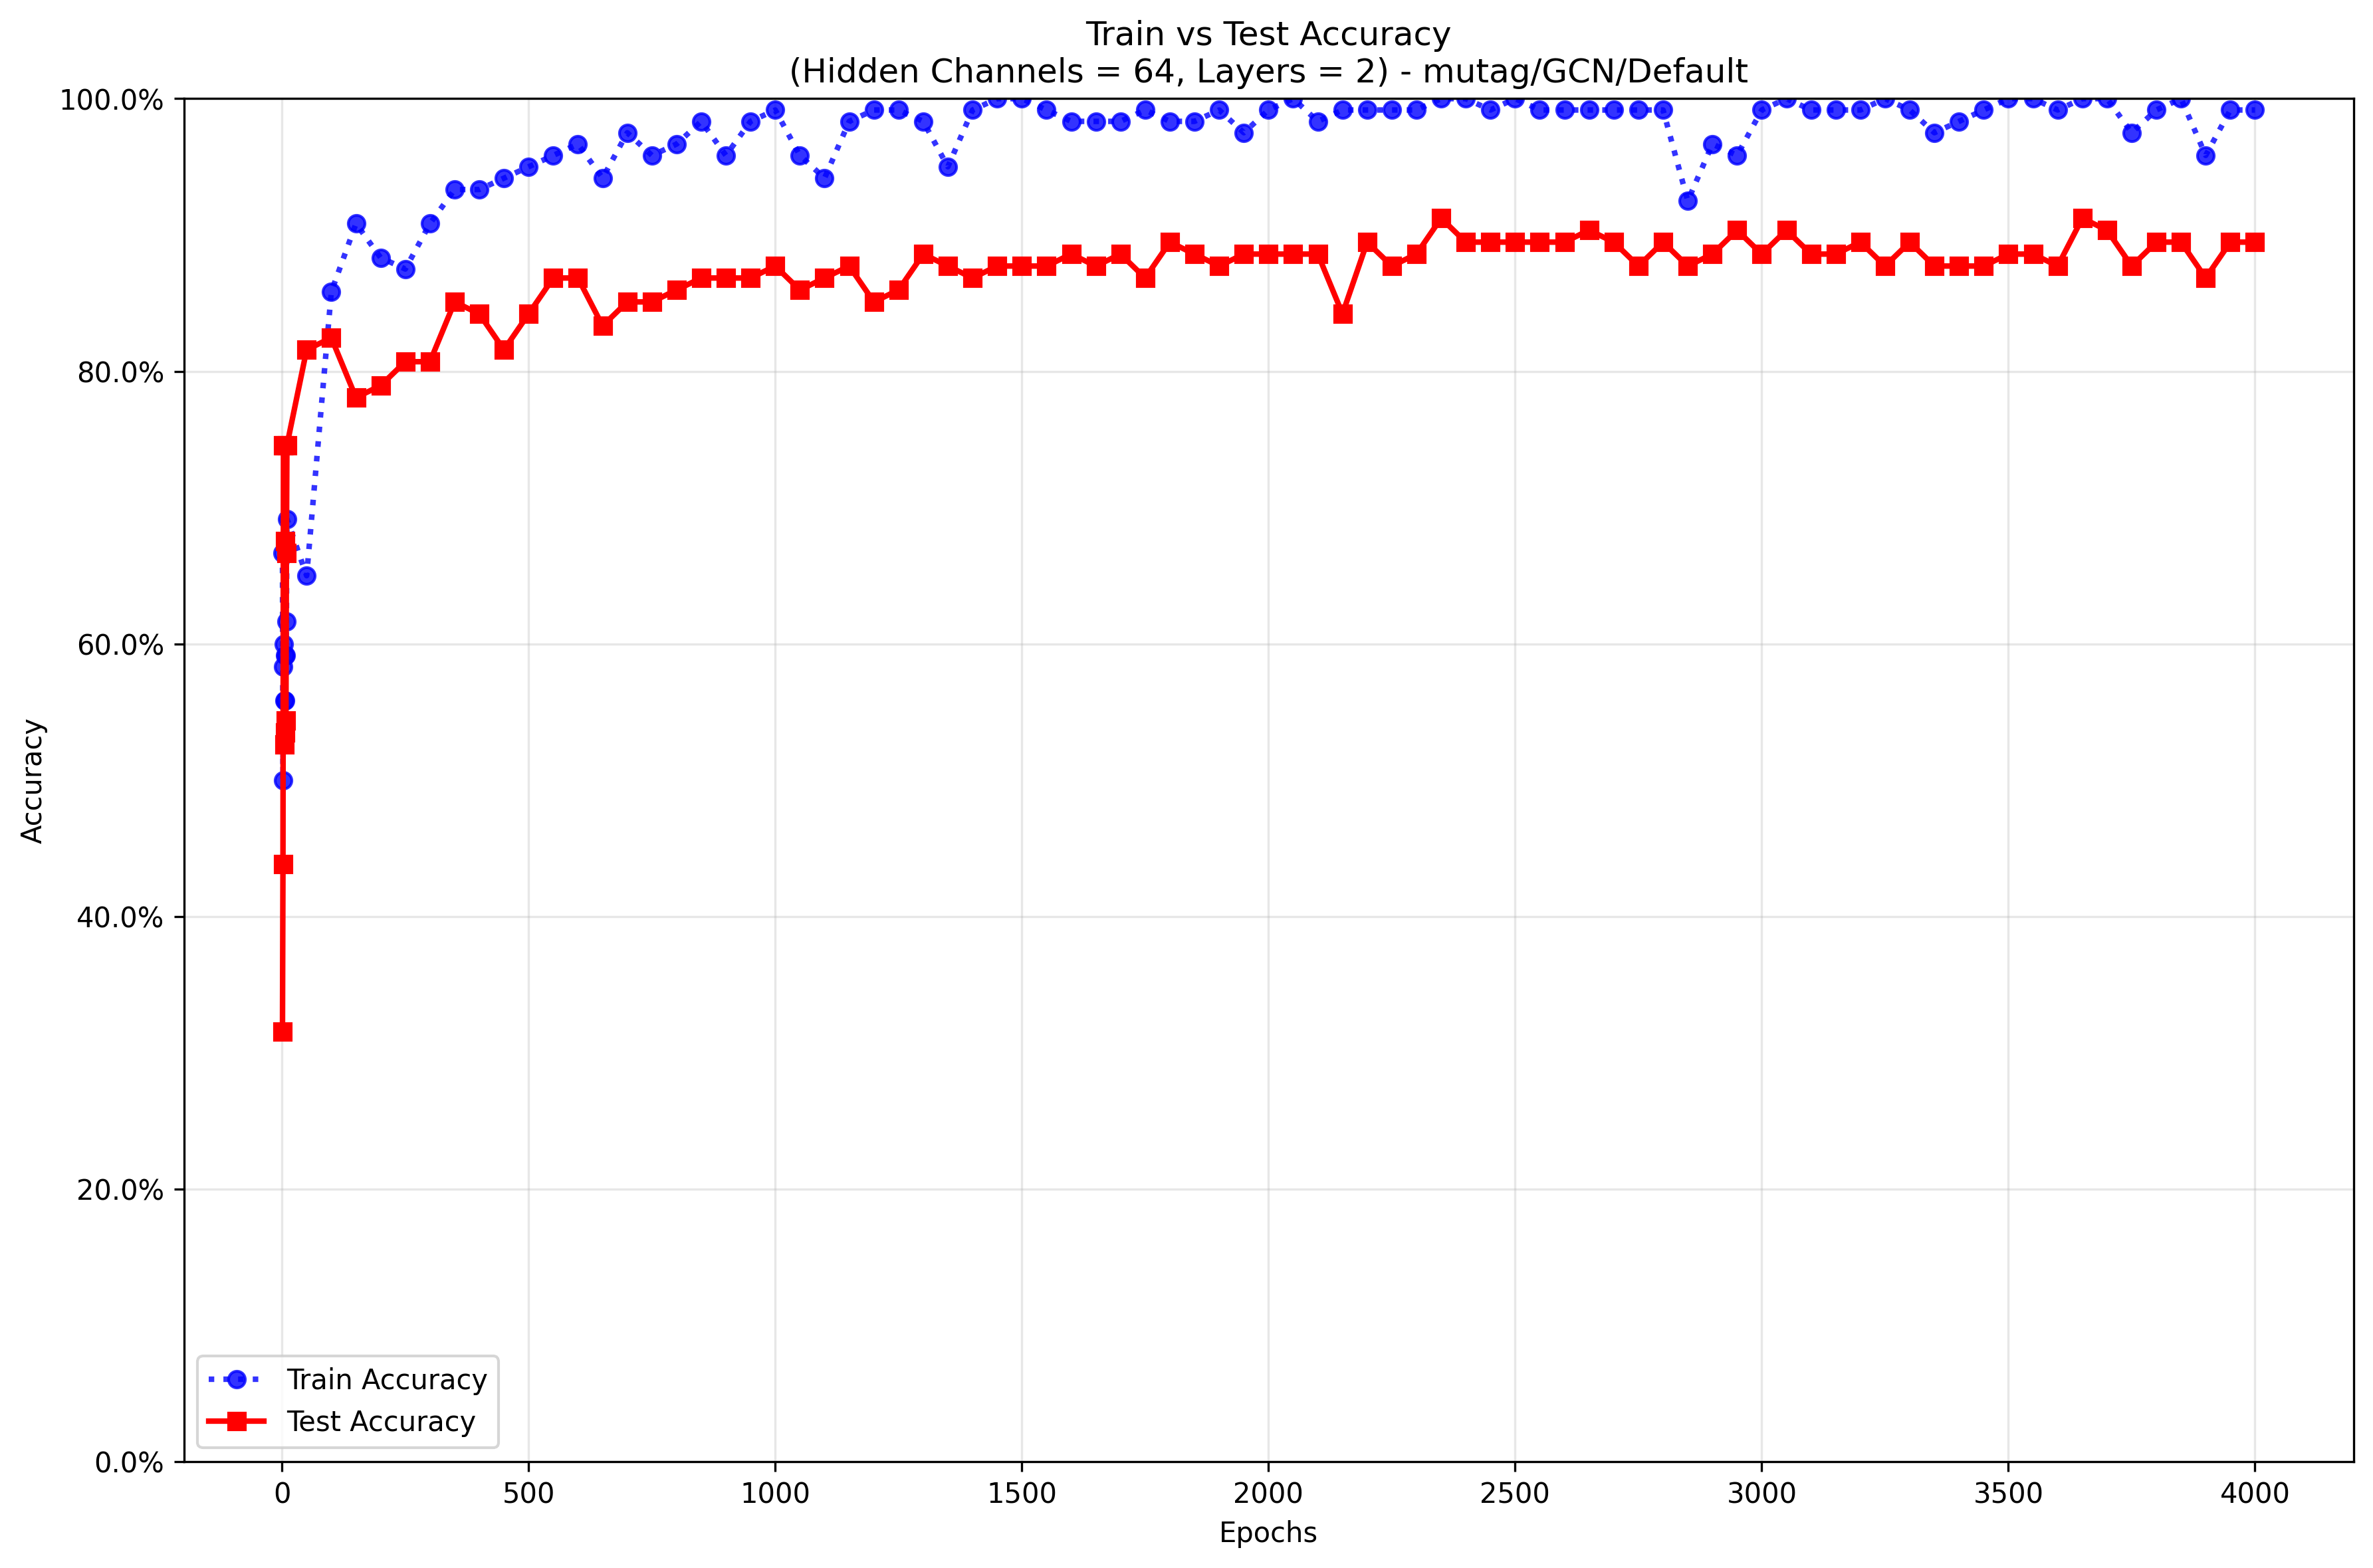 Train vs Test Accuracy
(Hidden Channels = 64, Layers = 2) - mutag/GCN/Default
100.0%
80.0%
60.0%
40.0%
20.0%
0.0%
Accuracy
Train Accuracy
Test Accuracy
0 500 1000 1500 2000 2500 3000 3500 4000
Epochs